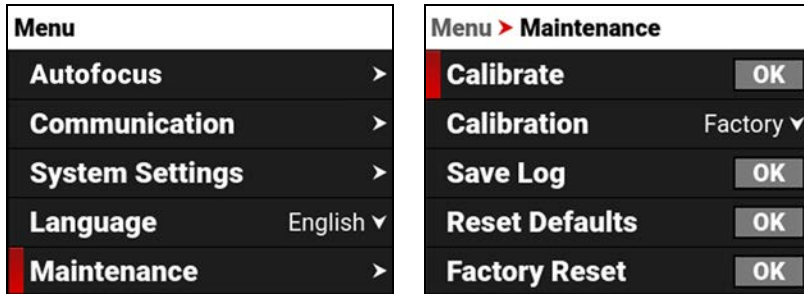 Menu
Autofocus
Communication
System Settings
Language English
Maintenance
Menu > Maintenance
Calibrate OK
Calibration Factory
Save Log OK
Reset Defaults OK
Factory Reset OK